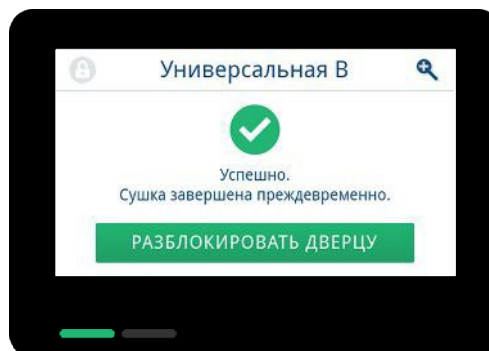 Универсальная B
Успешно.
Сушка завершена преждевременно.
РАЗБЛОКИРОВАТЬ ДВЕРЦУ